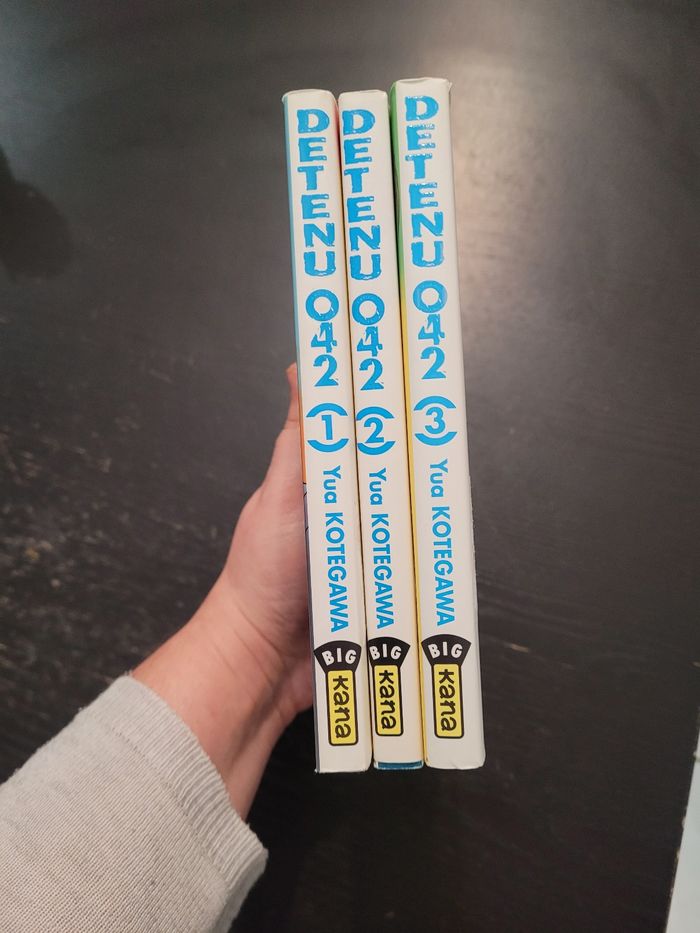 DETENU 042 1 Yua KOTEGAWA BIG kana
DETENU 042 2 Yua KOTEGAWA BIG kana
DETENU 042 3 Yua KOTEGAWA BIG kana